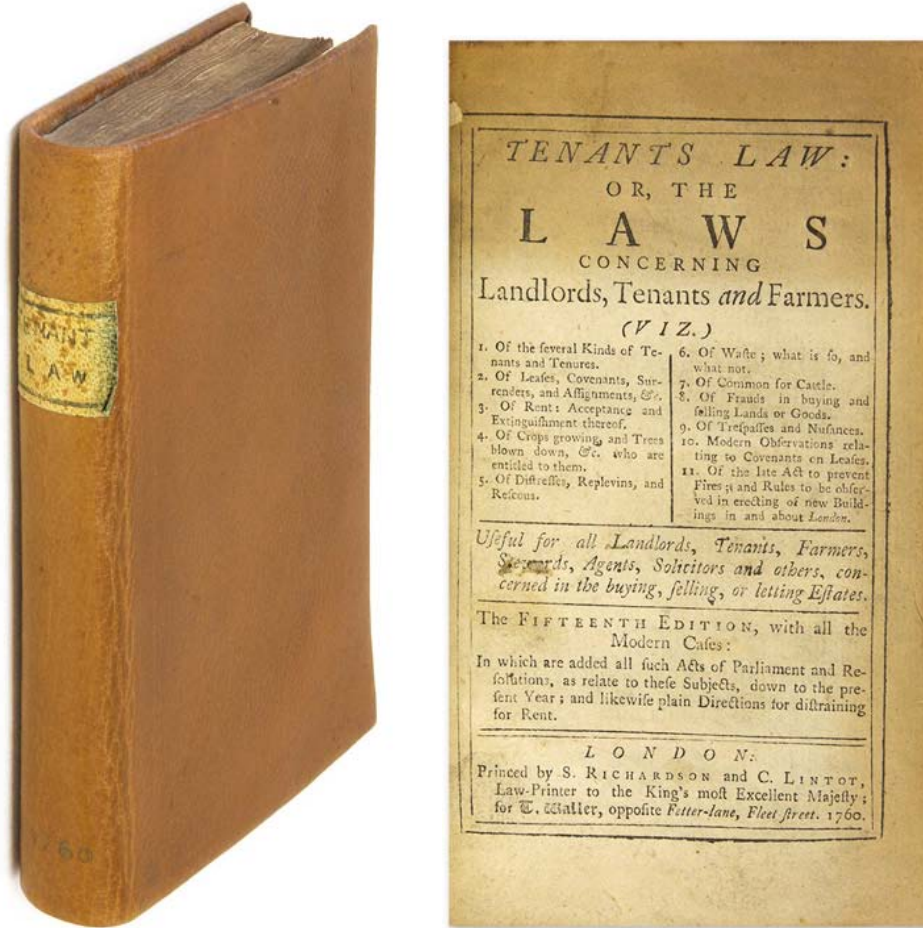 ENANT
LAW
1760
TENANTS LAW:
OR, THE
LAWS
CONCERNING
Landlords, Tenants and Farmers.
(VIZ.)
1. Of the ſeveral Kinds of Te-
nants and Tenures.
2. Of Leaſes, Covenants, Sur-
renders, and Aſſignments, &c.
3. Of Rent: Acceptance and
Extinguiſhment thereof.
4. Of Crops growing, and Trees
blown down, &c. who are
entitled to them.
5. Of Diſtreſſes, Replevins, and
Reſcous.
6. Of Waſte; what is ſo, and
what not.
7. Of Common for Cattle.
8. Of Frauds in buying and
ſelling Lands or Goods.
9. Of Treſpaſſes and Nuſances.
10. Modern Obſervations rela-
ting to Covenants on Leaſes.
11. Of the late Act to prevent
Fires; and Rules to be obſer-
ved in erecting of new Build-
ings in and about London.
Uſeful for all Landlords, Tenants, Farmers,
Stewards, Agents, Solicitors and others, con-
cerned in the buying, ſelling, or letting Eſtates.
The FIFTEENTH EDITION, with all the
Modern Caſes:
In which are added all ſuch Acts of Parliament and Re-
ſolutions, as relate to theſe Subjects, down to the pre-
ſent Year; and likewiſe plain Directions for diſtraining
for Rent.
LONDON:
Printed by S. RICHARDSON and C. LINTOT,
Law-Printer to the King's moſt Excellent Majeſty;
for T. Waller, oppoſite Fetter-lane, Fleet ſtreet. 1760.